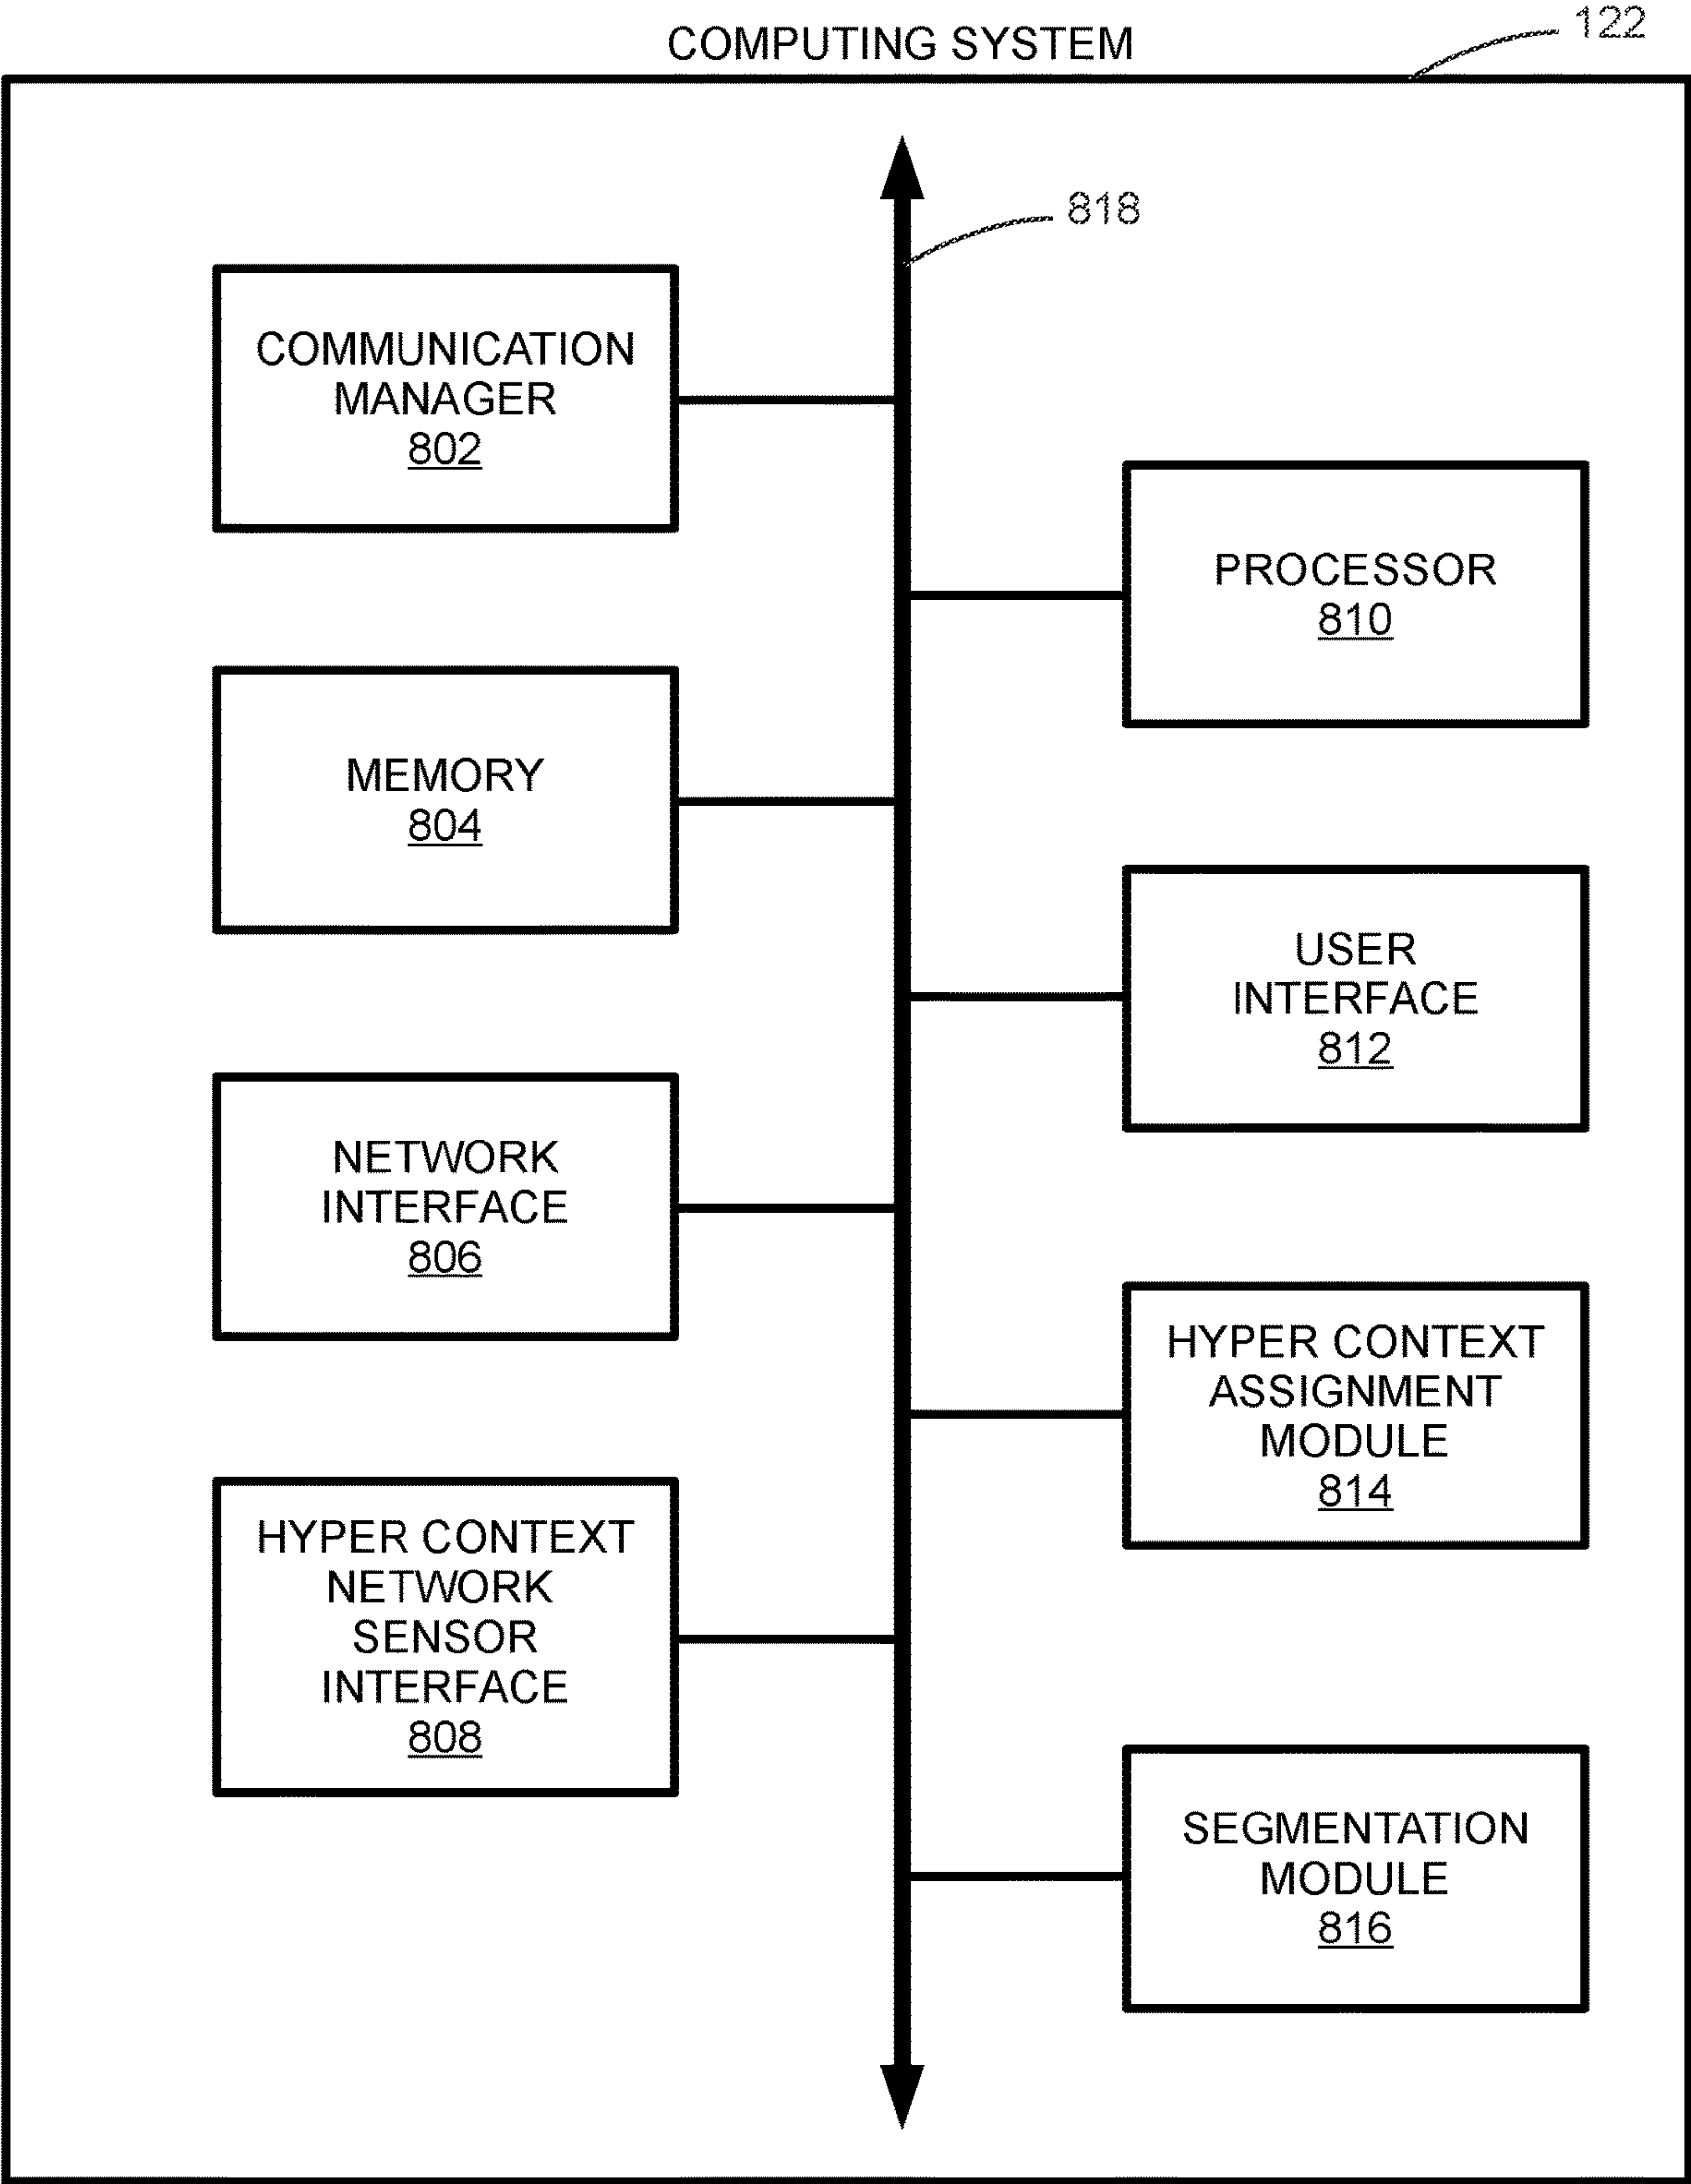 COMPUTING SYSTEM
122
818
COMMUNICATION
MANAGER
802
PROCESSOR
810
MEMORY
804
USER
INTERFACE
812
NETWORK
INTERFACE
806
HYPER CONTEXT
ASSIGNMENT
MODULE
814
HYPER CONTEXT
NETWORK
SENSOR
INTERFACE
808
SEGMENTATION
MODULE
816